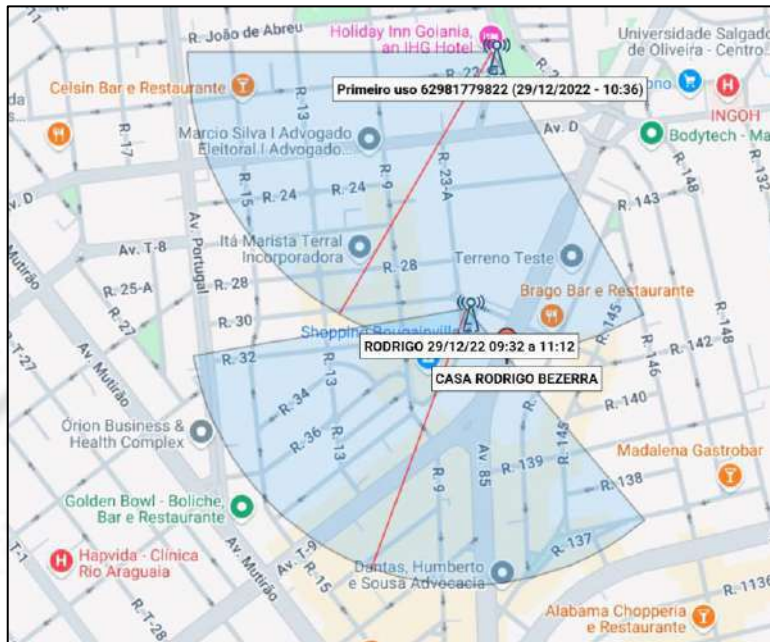 R. João de Abreu
Holiday Inn Goiania,
an IHG Hotel
Universidade Salgado
de Oliveira - Centro...
Celsin Bar e Restaurante
R. 22
Primeiro uso 62981779822 (29/12/2022 - 10:36)
INGOH
R. 13
Av. D
Bodytech - Ma
R. 17
Marcio Silva I Advogado
Eleitoral I Advogado...
R. 9
R. 23-A
R. 148
R. 132
R. 15
R. 24
R. 24
R. 143
Av. D
Av. T-8
Av. Portugal
Itá Marista Terral
Incorporadora
Terreno Teste
Av. Mutirão
R. 25-A
R. 28
R. 28
Brago Bar e Restaurante
R. 27
R. 30
R. 145
R. 148
RODRIGO 29/12/22 09:32 a 11:12
R. 32
R. 142
R. 146
T-27
CASA RODRIGO BEZERRA
R. 13
R. 34
R. 140
Av. Mutirão
Órion Business &
Health Complex
R. 36
R. 13
R. 145
Av. 85
R. 139
R. 138
Madalena Gastrobar
R. 9
Golden Bowl - Boliche,
Bar e Restaurante
R. 137
Hapvida - Clínica
Rio Araguaia
Av. Mutirão
Av. T-9
R. 15
Dantas, Humberto
e Sousa Advocacia
R. T-28
R. 1136
Alabama Chopperia
e Restaurante